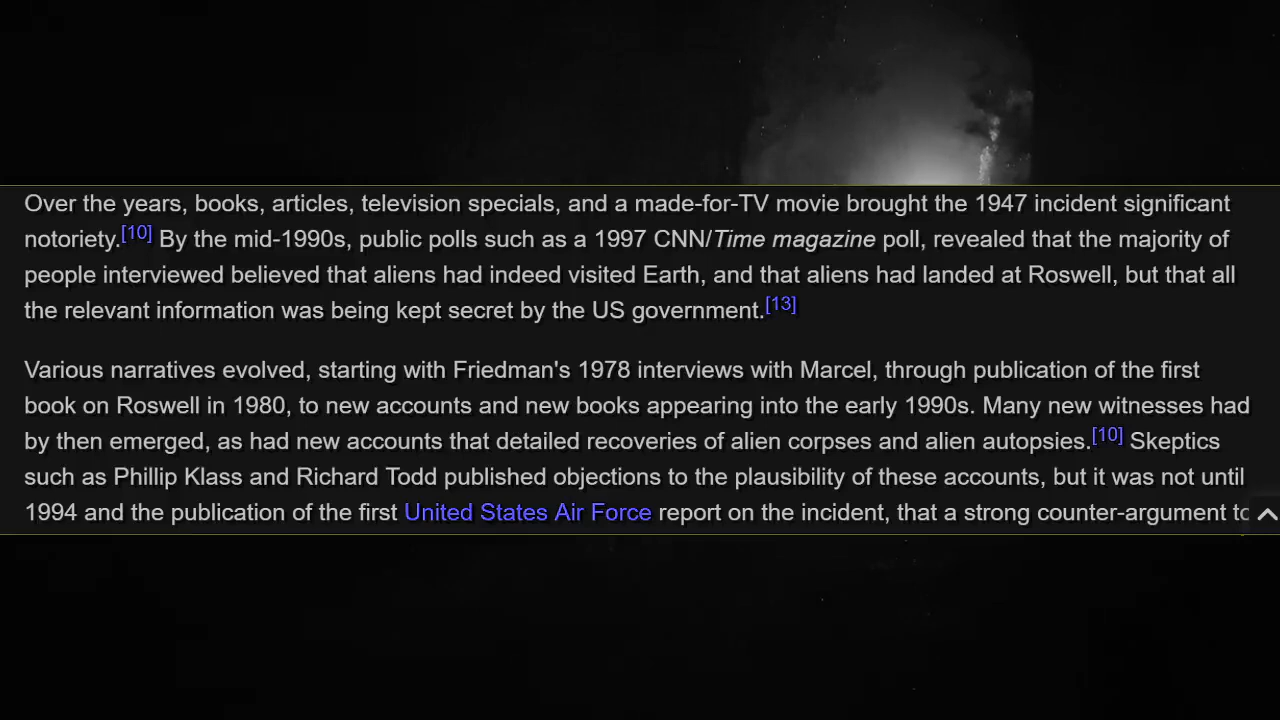 Over the years, books, articles, television specials, and a made-for-TV movie brought the 1947 incident significant
notoriety.[10] By the mid-1990s, public polls such as a 1997 CNN/Time magazine poll, revealed that the majority of
people interviewed believed that aliens had indeed visited Earth, and that aliens had landed at Roswell, but that all
the relevant information was being kept secret by the US government.[13]
Various narratives evolved, starting with Friedman's 1978 interviews with Marcel, through publication of the first
book on Roswell in 1980, to new accounts and new books appearing into the early 1990s. Many new witnesses had
by then emerged, as had new accounts that detailed recoveries of alien corpses and alien autopsies.[10] Skeptics
such as Phillip Klass and Richard Todd published objections to the plausibility of these accounts, but it was not until
1994 and the publication of the first United States Air Force report on the incident, that a strong counter-argument to